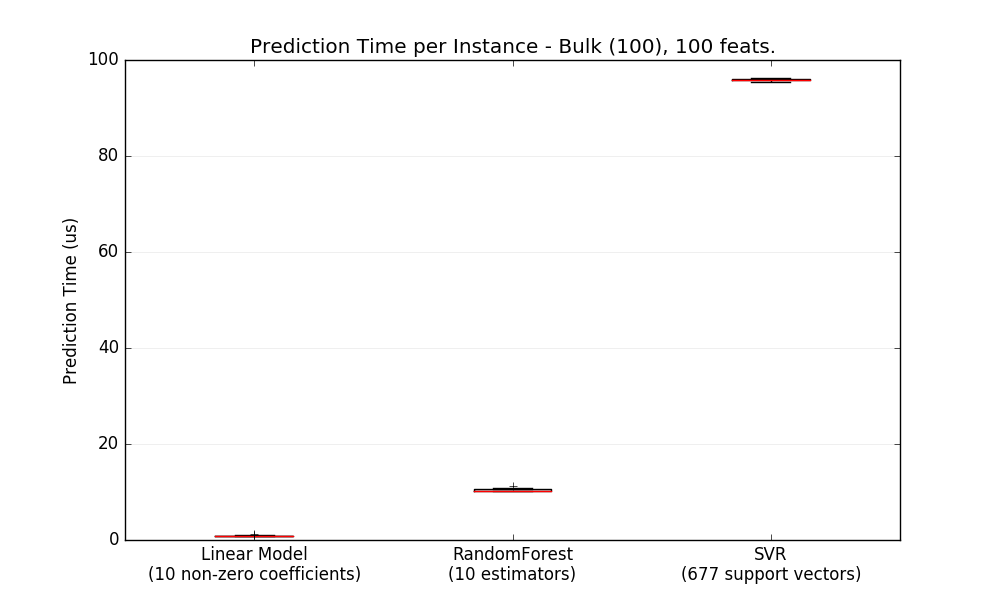 Prediction Time per Instance - Bulk (100), 100 feats.
100
80
60
40
20
0
Prediction Time (us)
Linear Model
(10 non-zero coefficients)
RandomForest
(10 estimators)
SVR
(677 support vectors)